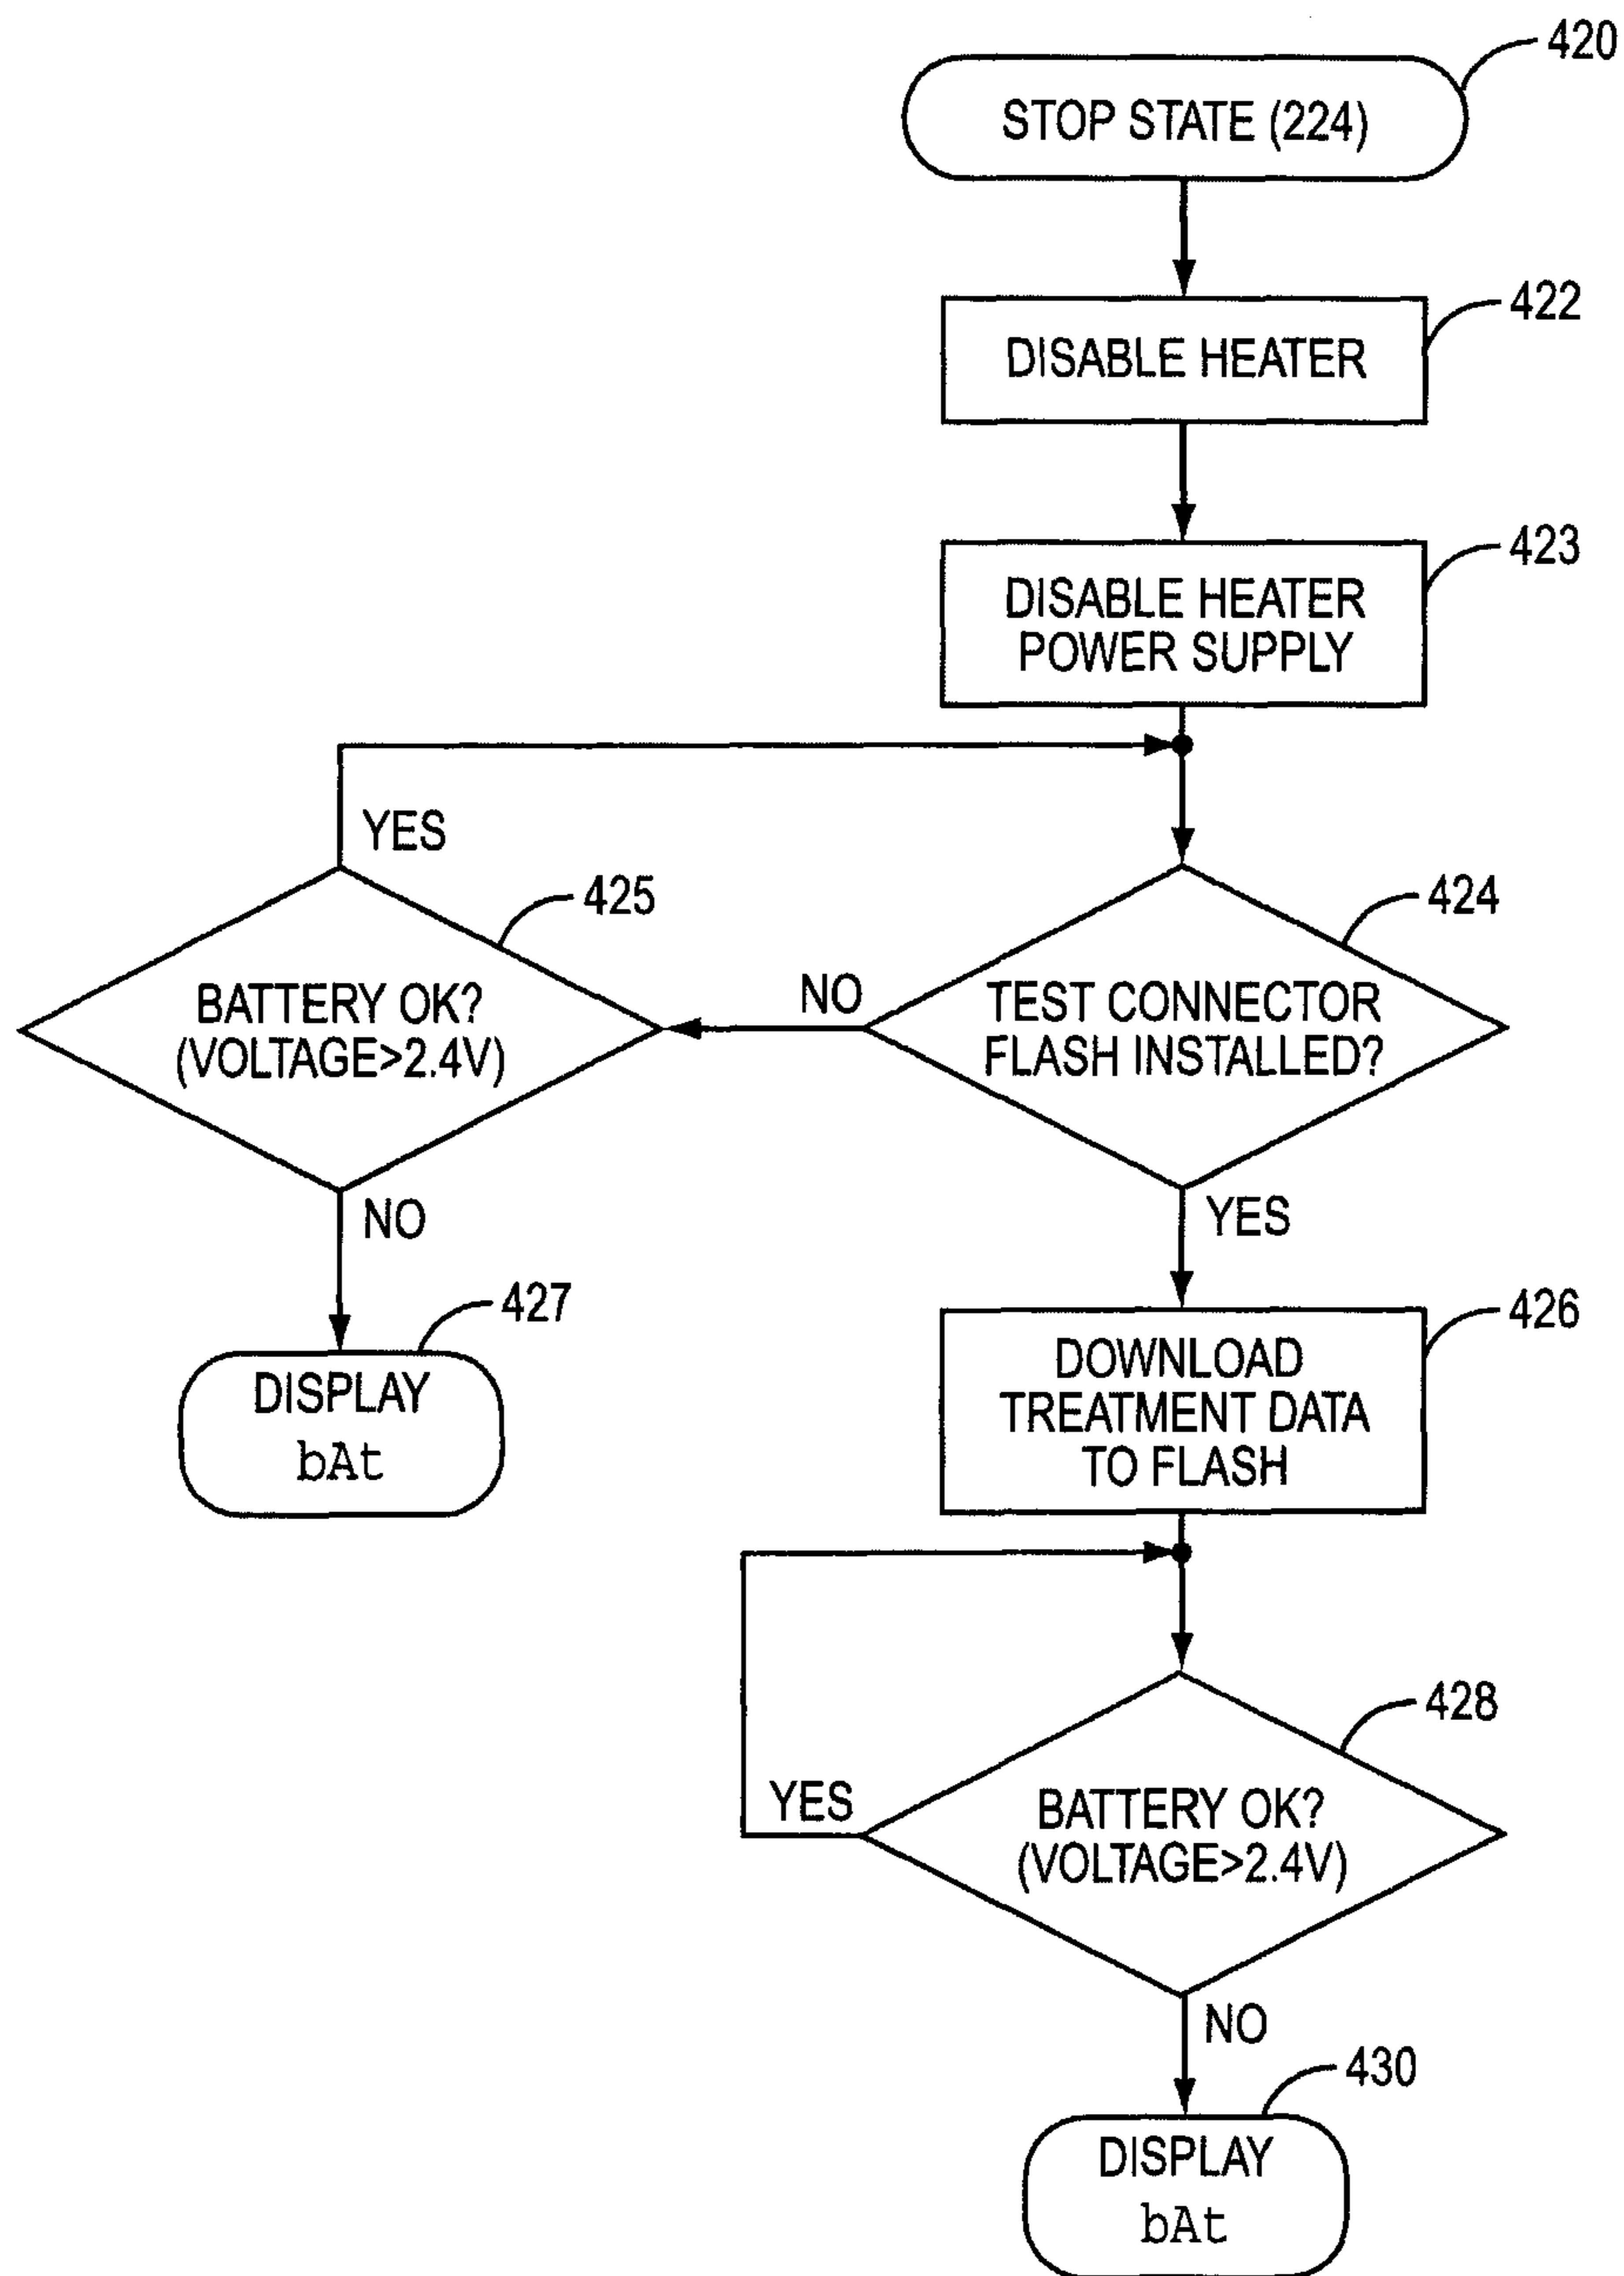 420
STOP STATE (224)
422
DISABLE HEATER
423
DISABLE HEATER
POWER SUPPLY
YES
425
424
BATTERY OK?
(VOLTAGE>2.4V)
NO
TEST CONNECTOR
FLASH INSTALLED?
NO
YES
427
426
DISPLAY
bAt
DOWNLOAD
TREATMENT DATA
TO FLASH
428
YES
BATTERY OK?
(VOLTAGE>2.4V)
NO
430
DISPLAY
bAt